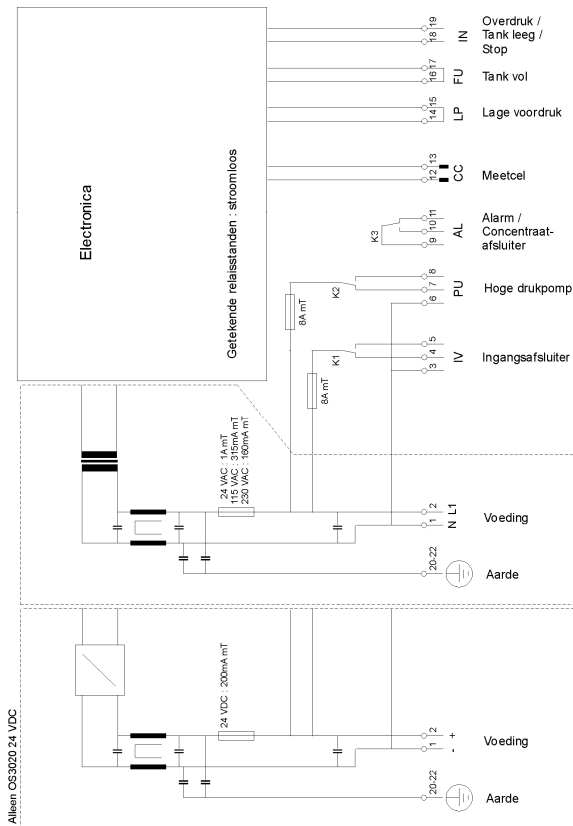 19
18
IN
Overdruk /
Tank leeg /
Stop
17
16
FU
Tank vol
15
14
LP
Lage voordruk
13
12
CC
Meetcel
11
10
9
K3
AL
Alarm /
Concentraat-
afsluiter
8
7
6
K2
PU
Hoge drukpomp
8A mT
5
4
3
K1
IV
Ingangsafsluiter
8A mT
Electronica
Getekende relaisstanden : stroomloos
24 VAC : 1A mT
115 VAC : 315mA mT
230 VAC : 160mA mT
2 L1
1 N
Voeding
20-22
Aarde
Alleen OS3020 24 VDC
24 VDC : 200mA mT
2 +
1 -
Voeding
20-22
Aarde